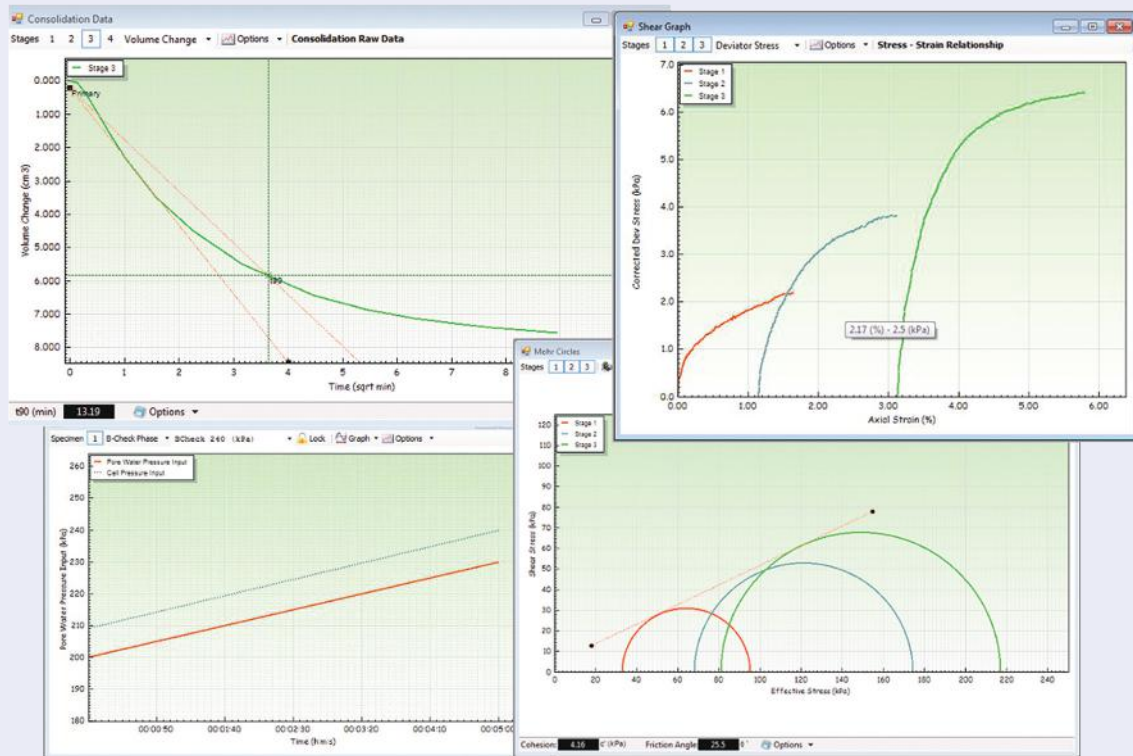 Consolidation Data
Stages 1 2 3 4 Volume Change Options Consolidation Raw Data
Stage 3
Primary
Volume Change (cm3)
0.000
1.000
2.000
3.000
4.000
5.000
6.000
7.000
8.000
t90
0 1 2 3 4 5 6 7 8
Time (sqrt min)
t90 (min) 13.19 Options
Shear Graph
Stages 1 2 3 Deviator Stress Options Stress - Strain Relationship
Stage 1
Stage 2
Stage 3
Corrected Dev Stress (kPa)
7.0
6.0
5.0
4.0
3.0
2.0
1.0
0.0
2.17 (%) - 2.5 (kPa)
0.00 1.00 2.00 3.00 4.00 5.00 6.00
Axial Strain (%)
Specimen 1 B-Check Phase BCheck 240 (kPa) Lock Graph Options
Pore Water Pressure Input
Cell Pressure Input
Pore Water Pressure Input (kPa)
260
250
240
230
220
210
200
190
180
00:00:50 00:01:40 00:02:30 00:03:20 00:04:10 00:05:00
Time (h:m:s)
Mohr Circles
Stages 1 2 3
Stage 1
Stage 2
Stage 3
Shear Stress (kPa)
120
110
100
90
80
70
60
50
40
30
20
10
0
0 20 40 60 80 100 120 140 160 180 200 220 240
Effective Stress (kPa)
Cohesion: 4.16 c' (kPa) Friction Angle: 25.5 Options